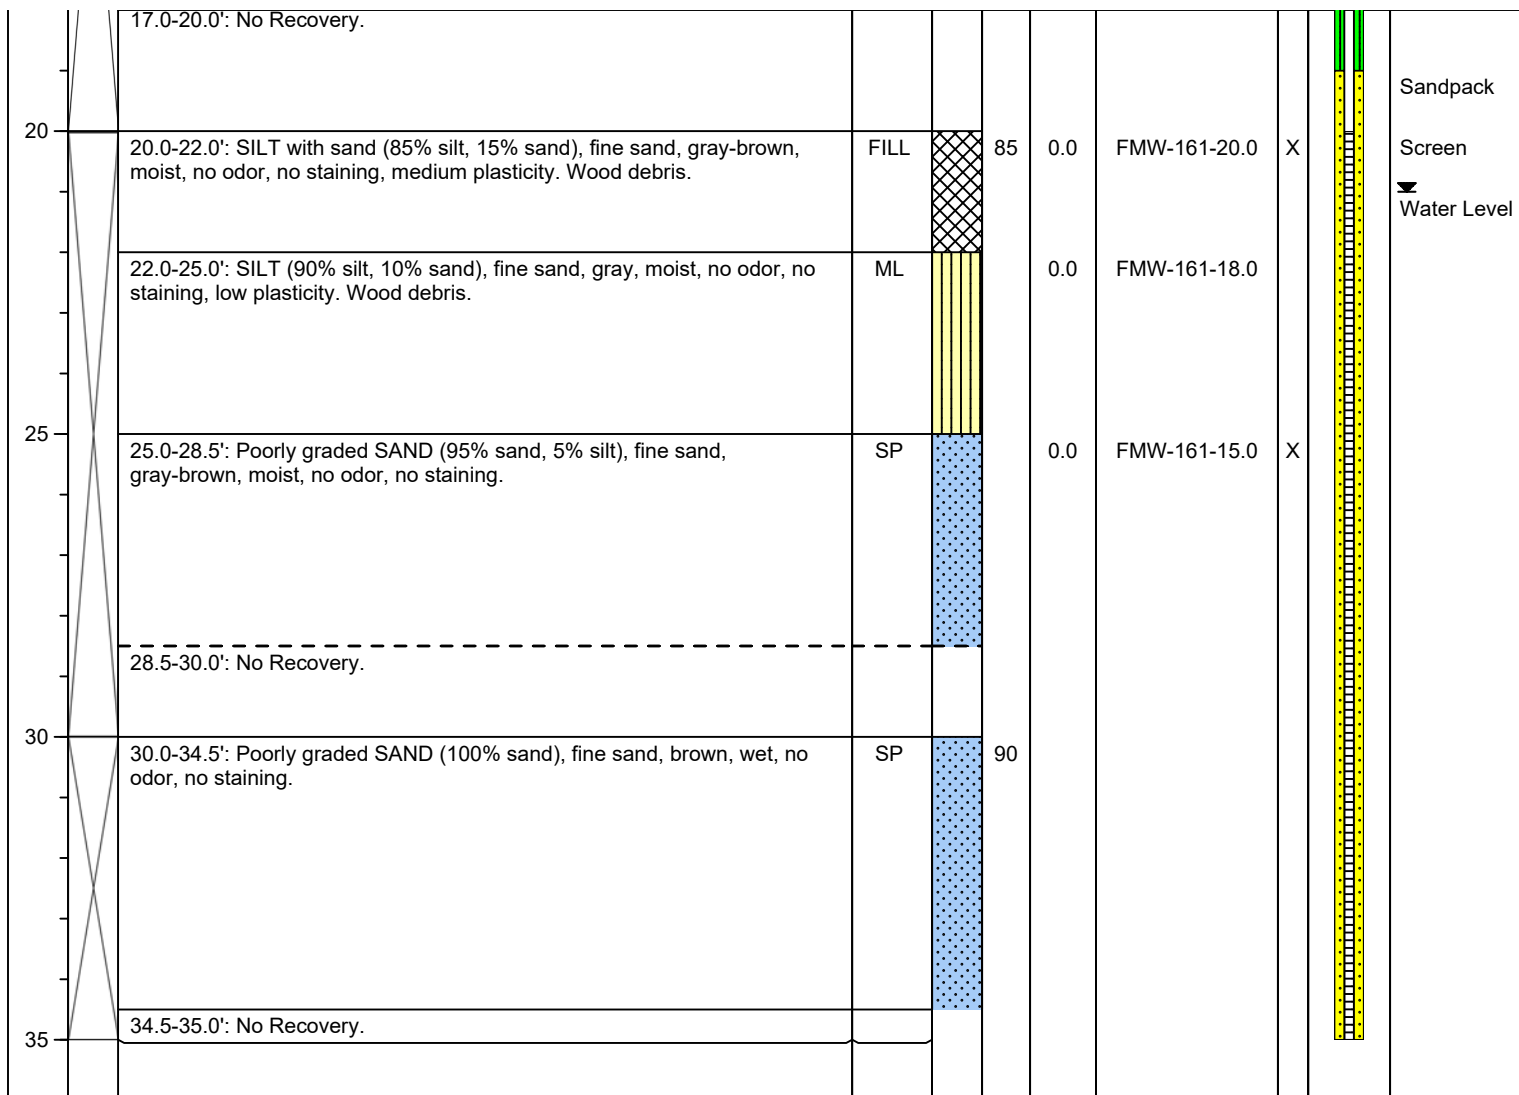 17.0-20.0': No Recovery.
Sandpack
20
20.0-22.0': SILT with sand (85% silt, 15% sand), fine sand, gray-brown,
moist, no odor, no staining, medium plasticity. Wood debris.
FILL
85
0.0
FMW-161-20.0
X
Screen
Water Level
22.0-25.0': SILT (90% silt, 10% sand), fine sand, gray, moist, no odor, no
staining, low plasticity. Wood debris.
ML
0.0
FMW-161-18.0
25
25.0-28.5': Poorly graded SAND (95% sand, 5% silt), fine sand,
gray-brown, moist, no odor, no staining.
SP
0.0
FMW-161-15.0
X
28.5-30.0': No Recovery.
30
30.0-34.5': Poorly graded SAND (100% sand), fine sand, brown, wet, no
odor, no staining.
SP
90
34.5-35.0': No Recovery.
35